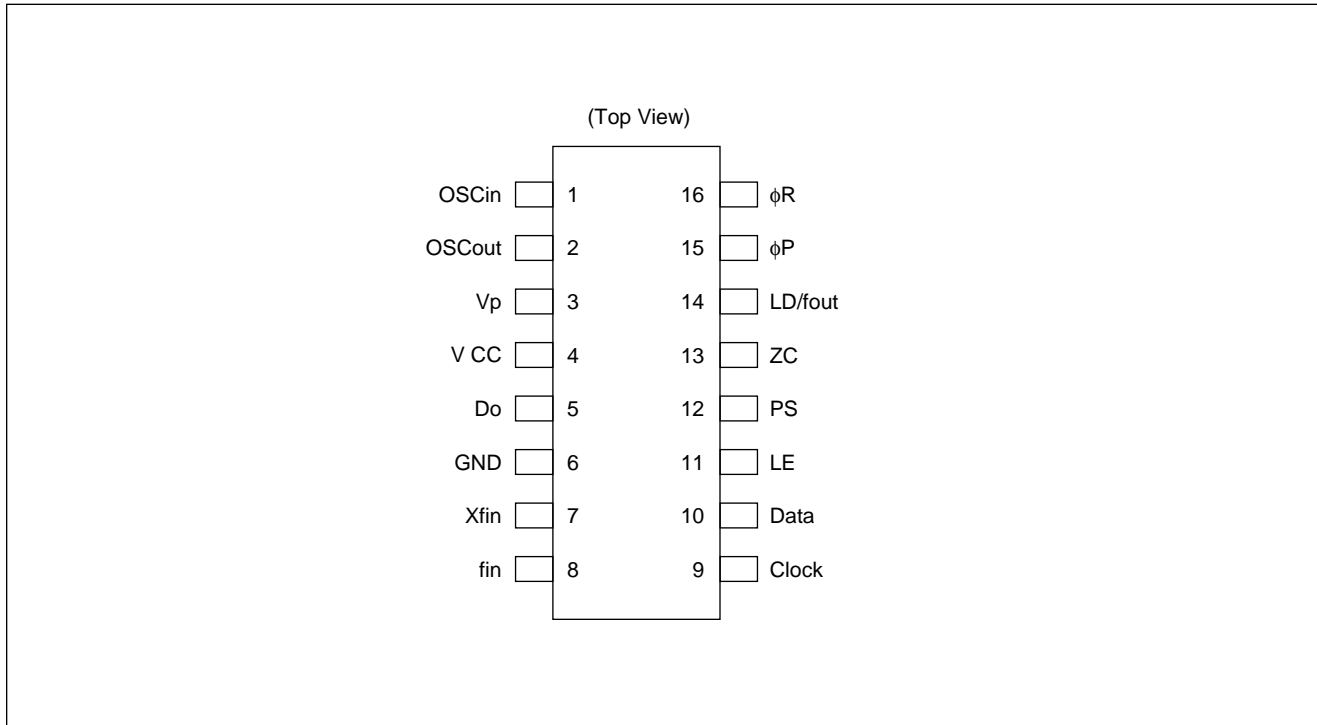 (Top View)
OSCin 1 16 ϕR
OSCout 2 15 ϕP
Vp 3 14 LD/fout
V CC 4 13 ZC
Do 5 12 PS
GND 6 11 LE
Xfin 7 10 Data
fin 8 9 Clock